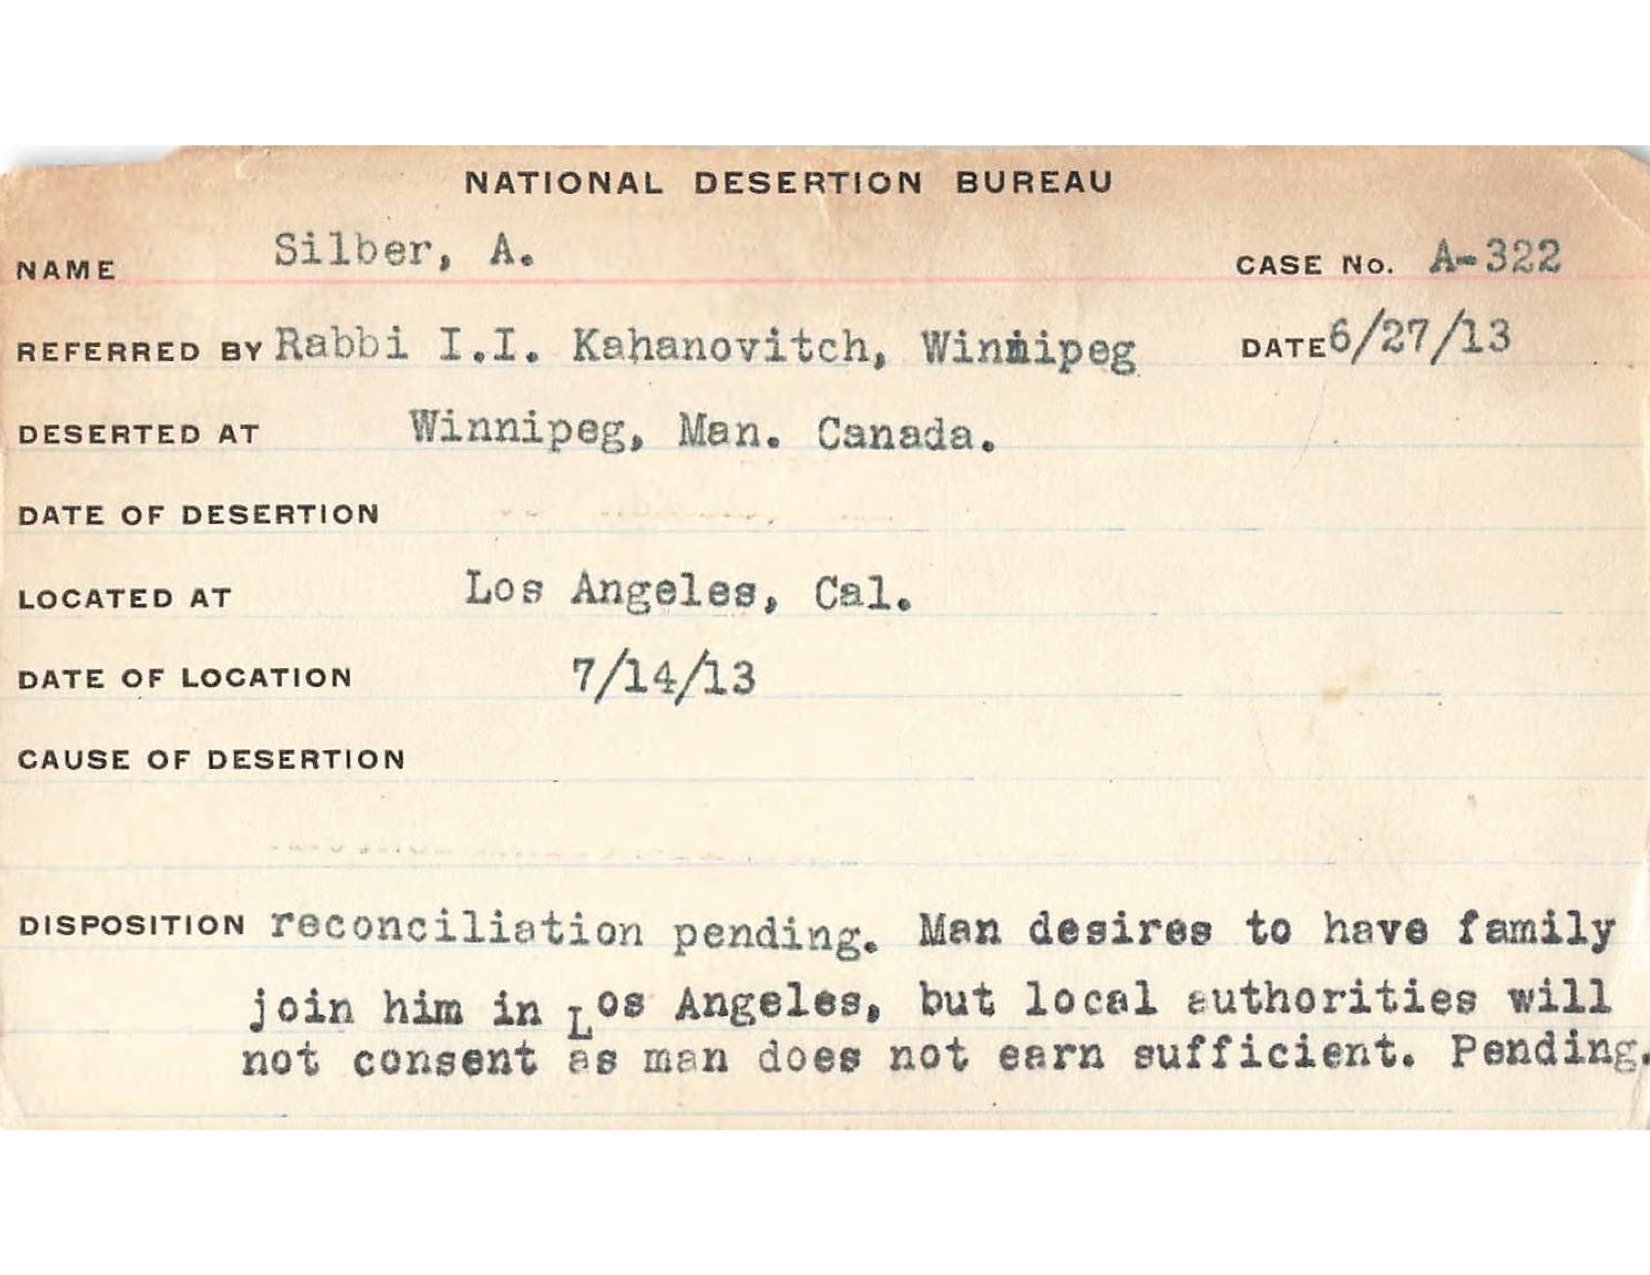 NATIONAL DESERTION BUREAU
NAME Silber, A. CASE No. A-322
REFERRED BY Rabbi I.I. Kahanovitch, Winnipeg DATE 6/27/13
DESERTED AT Winnipeg, Man. Canada.
DATE OF DESERTION
LOCATED AT Los Angeles, Cal.
DATE OF LOCATION 7/14/13
CAUSE OF DESERTION
DISPOSITION reconciliation pending. Man desires to have family
join him in Los Angeles, but local authorities will
not consent as man does not earn sufficient. Pending.